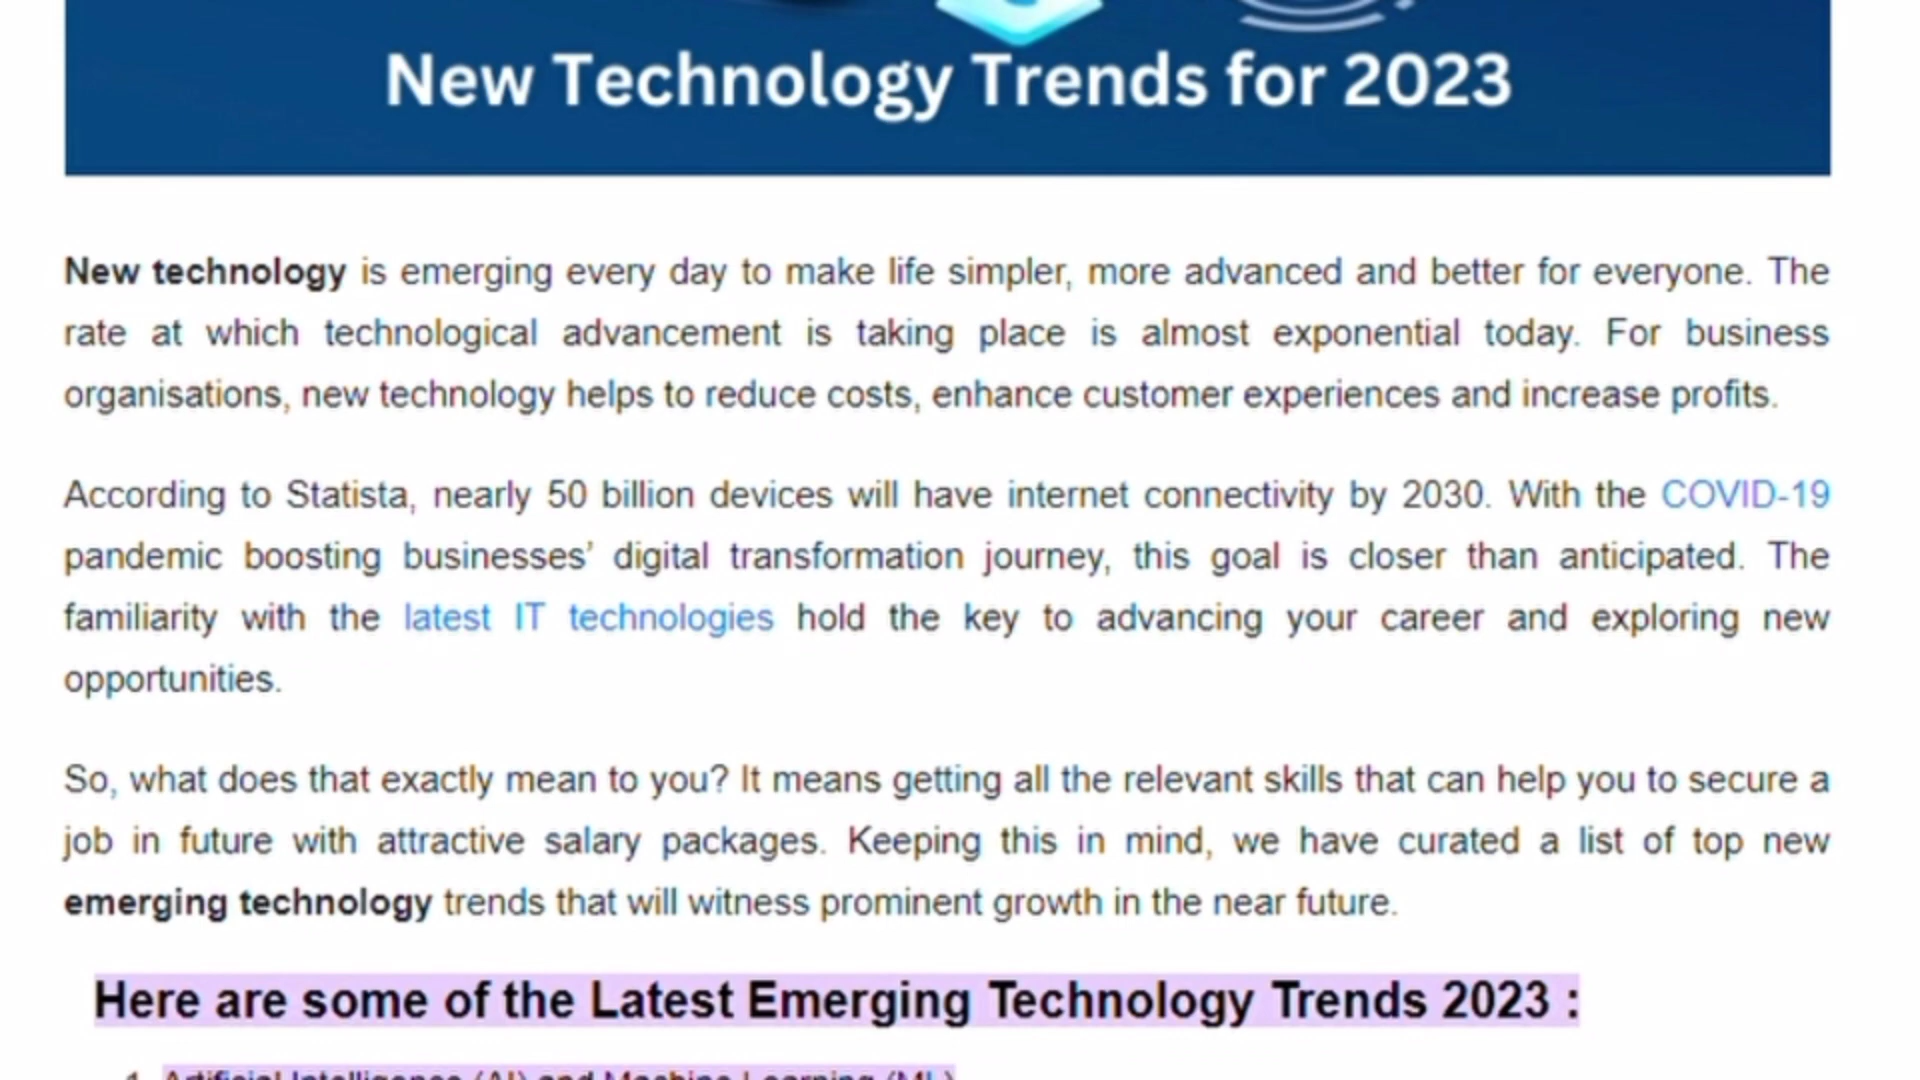 New Technology Trends for 2023
New technology is emerging every day to make life simpler, more advanced and better for everyone. The
rate at which technological advancement is taking place is almost exponential today. For business
organisations, new technology helps to reduce costs, enhance customer experiences and increase profits.
According to Statista, nearly 50 billion devices will have internet connectivity by 2030. With the COVID-19
pandemic boosting businesses’ digital transformation journey, this goal is closer than anticipated. The
familiarity with the latest IT technologies hold the key to advancing your career and exploring new
opportunities.
So, what does that exactly mean to you? It means getting all the relevant skills that can help you to secure a
job in future with attractive salary packages. Keeping this in mind, we have curated a list of top new
emerging technology trends that will witness prominent growth in the near future.
Here are some of the Latest Emerging Technology Trends 2023 :
1. Artificial Intelligence (AI) and Machine Learning (ML)